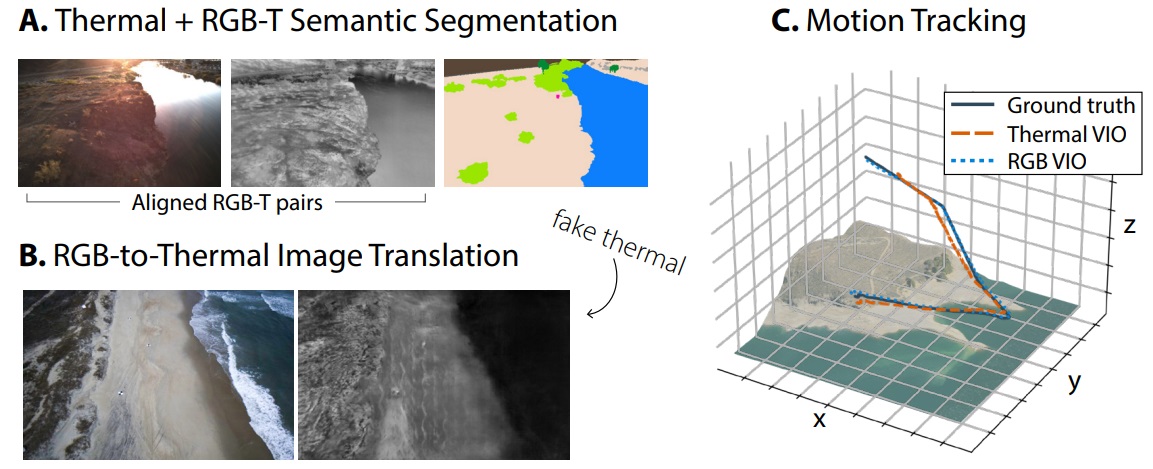 A. Thermal + RGB-T Semantic Segmentation
Aligned RGB-T pairs
B. RGB-to-Thermal Image Translation
fake thermal
C. Motion Tracking
Ground truth
Thermal VIO
RGB VIO
z
y
x